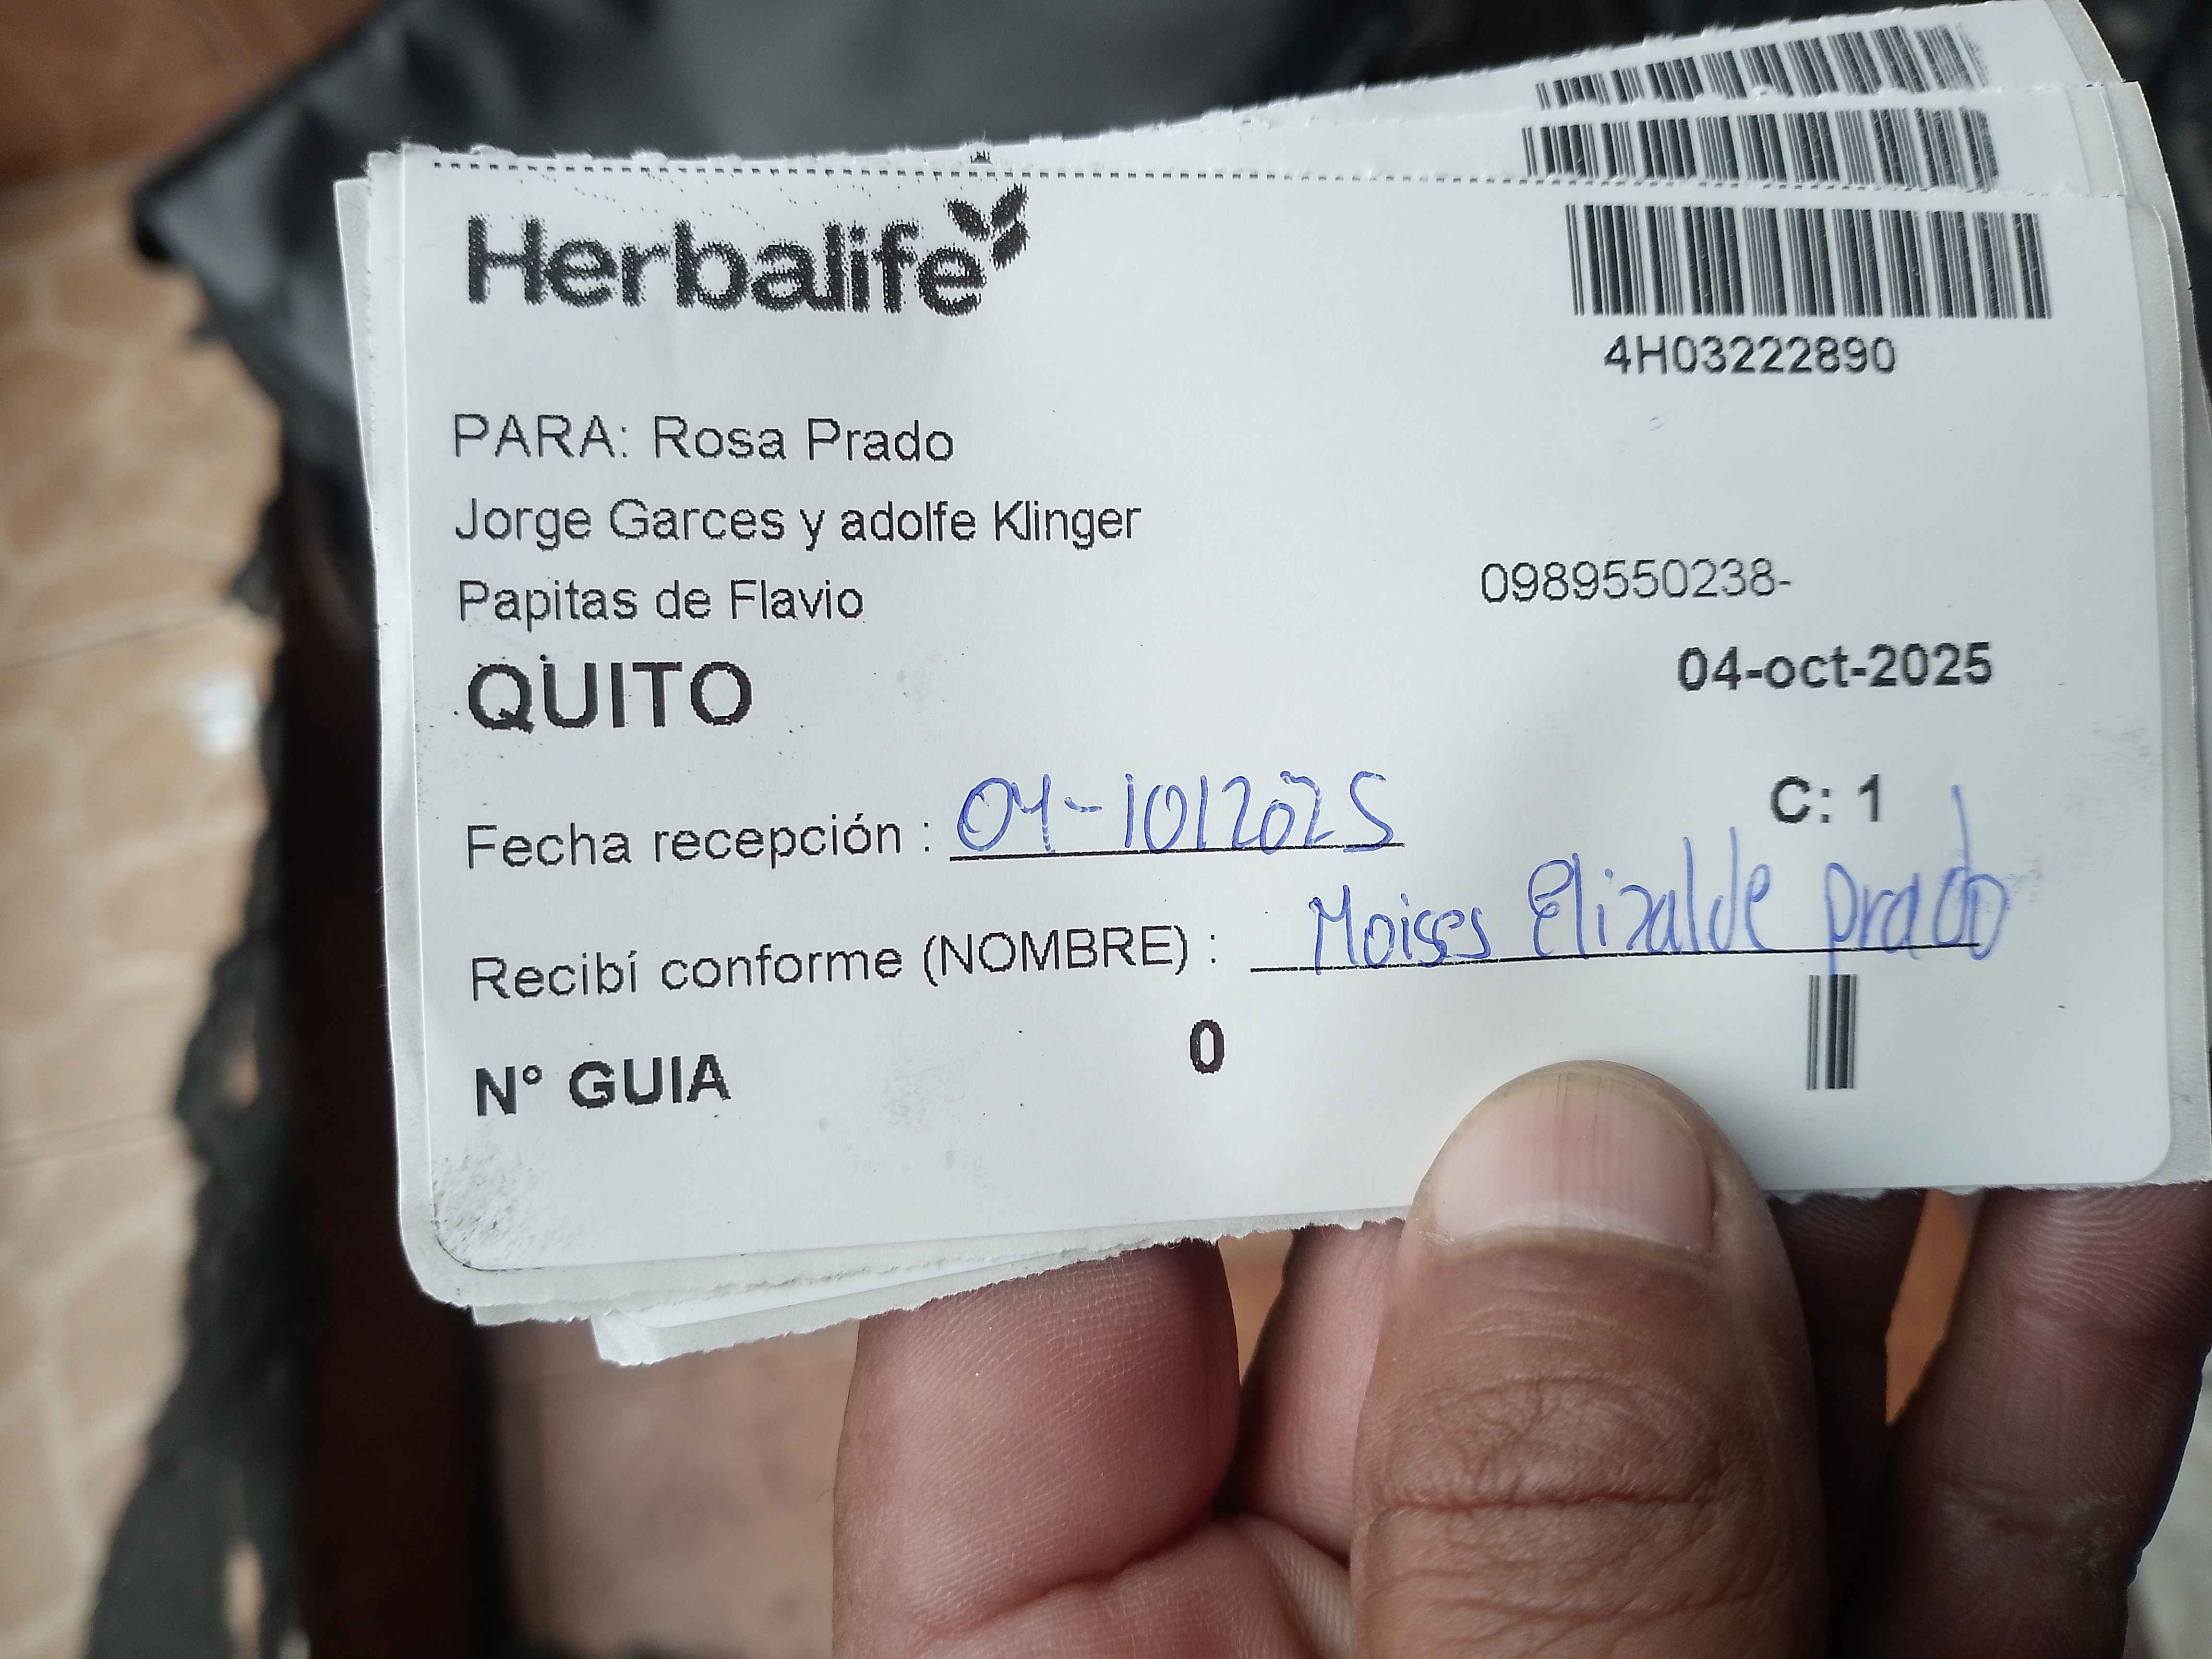 Herbalife
4H03222890
PARA: Rosa Prado
Jorge Garces y adolfe Klinger
Papitas de Flavio
0989550238-
QUITO
04-oct-2025
C: 1
Fecha recepción : 04-10/2025
Recibí conforme (NOMBRE) : Moises Elizalde prado
N° GUIA 0